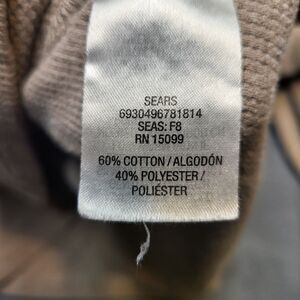 SEARS
6930496781814
SEAS: F8
RN 15099
60% COTTON / ALGODÓN
40% POLYESTER /
POLIÉSTER